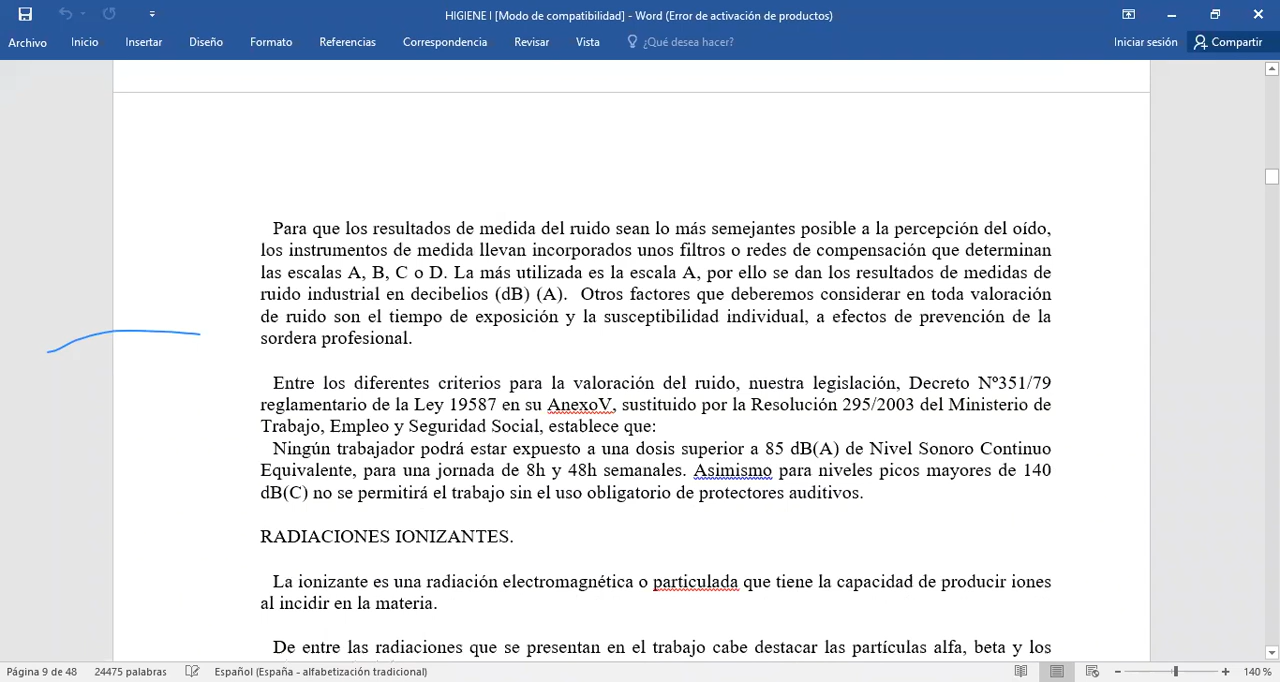 HIGIENE I [Modo de compatibilidad] - Word (Error de activación de productos)
Archivo Inicio Insertar Diseño Formato Referencias Correspondencia Revisar Vista ¿Qué desea hacer? Iniciar sesión Compartir
Para que los resultados de medida del ruido sean lo más semejantes posible a la percepción del oído,
los instrumentos de medida llevan incorporados unos filtros o redes de compensación que determinan
las escalas A, B, C o D. La más utilizada es la escala A, por ello se dan los resultados de medidas de
ruido industrial en decibelios (dB) (A).  Otros factores que deberemos considerar en toda valoración
de ruido son el tiempo de exposición y la susceptibilidad individual, a efectos de prevención de la
sordera profesional.
Entre los diferentes criterios para la valoración del ruido, nuestra legislación, Decreto Nº351/79
reglamentario de la Ley 19587 en su AnexoV, sustituido por la Resolución 295/2003 del Ministerio de
Trabajo, Empleo y Seguridad Social, establece que:
Ningún trabajador podrá estar expuesto a una dosis superior a 85 dB(A) de Nivel Sonoro Continuo
Equivalente, para una jornada de 8h y 48h semanales. Asimismo para niveles picos mayores de 140
dB(C) no se permitirá el trabajo sin el uso obligatorio de protectores auditivos.
RADIACIONES IONIZANTES.
La ionizante es una radiación electromagnética o particulada que tiene la capacidad de producir iones
al incidir en la materia.
De entre las radiaciones que se presentan en el trabajo cabe destacar las partículas alfa, beta y los
Página 9 de 48 24475 palabras Español (España - alfabetización tradicional) 140 %